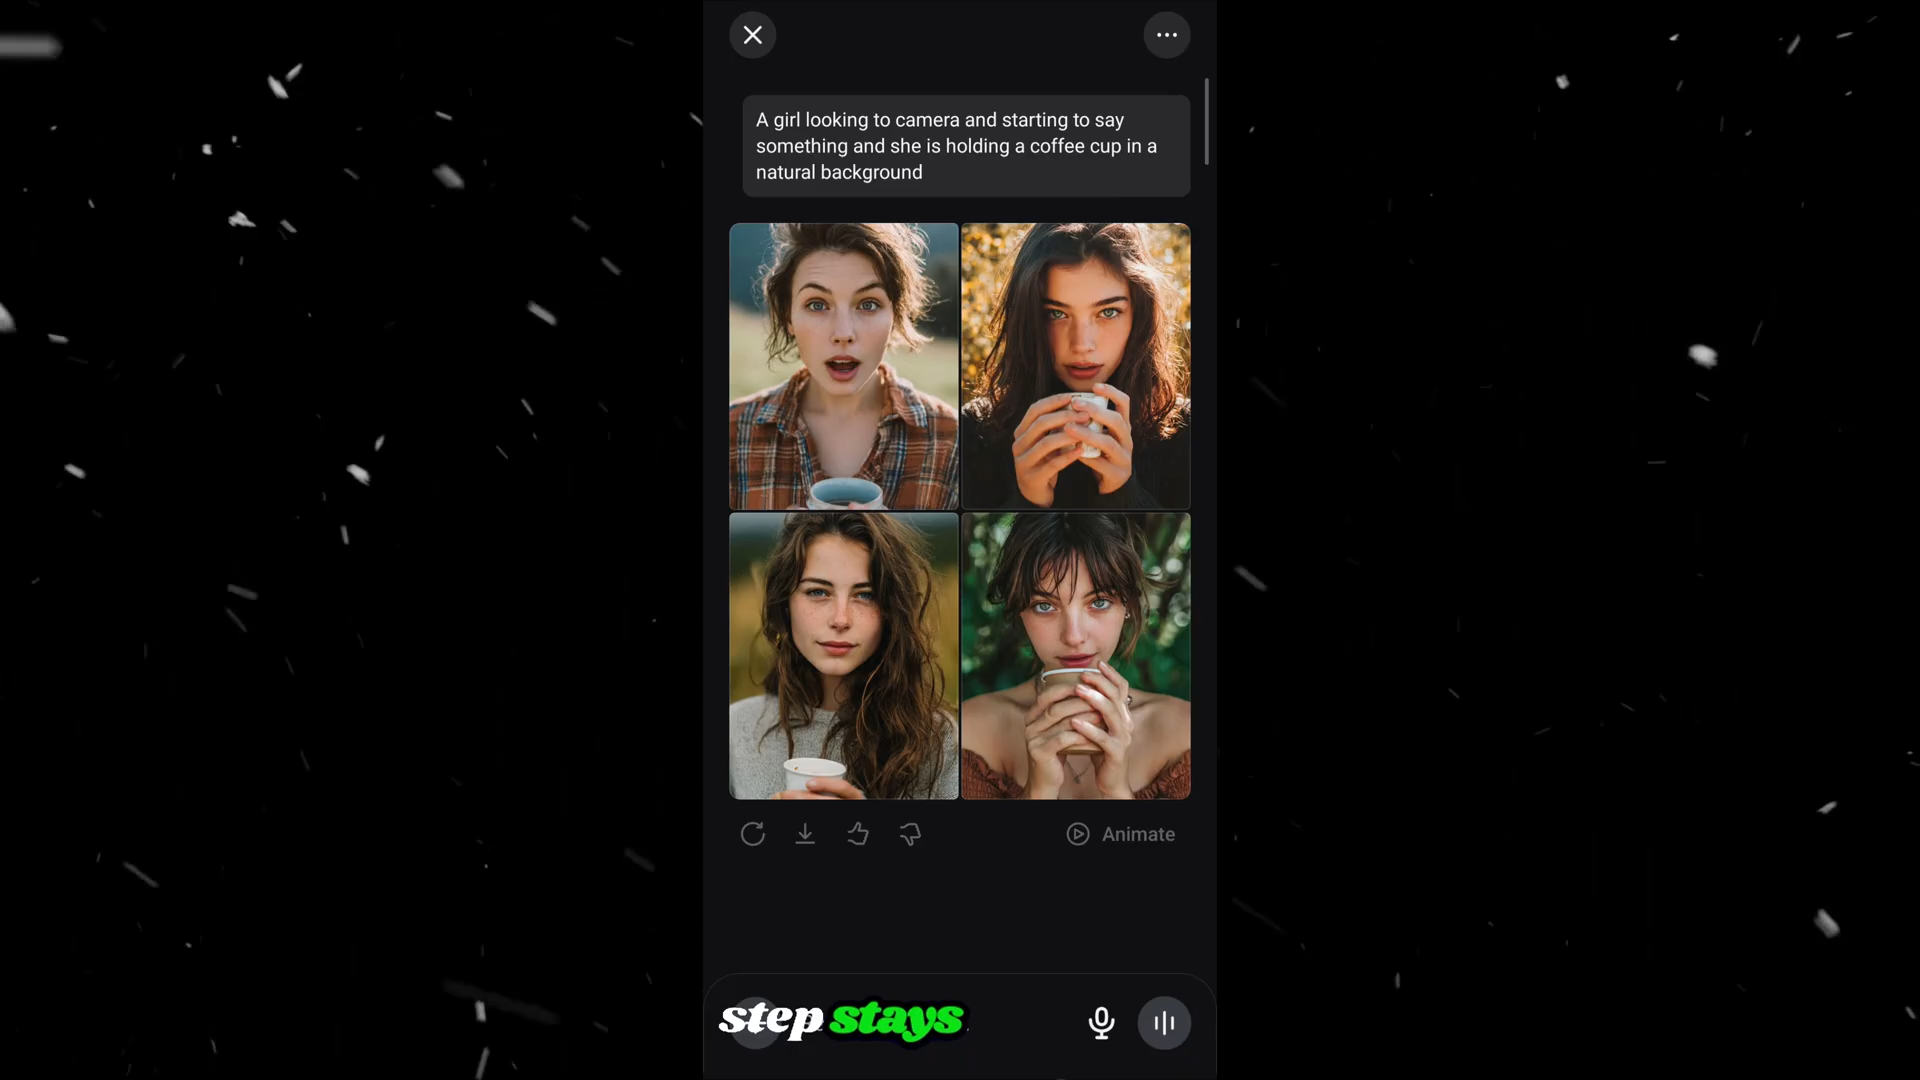 A girl looking to camera and starting to say
something and she is holding a coffee cup in a
natural background
Animate
step stays